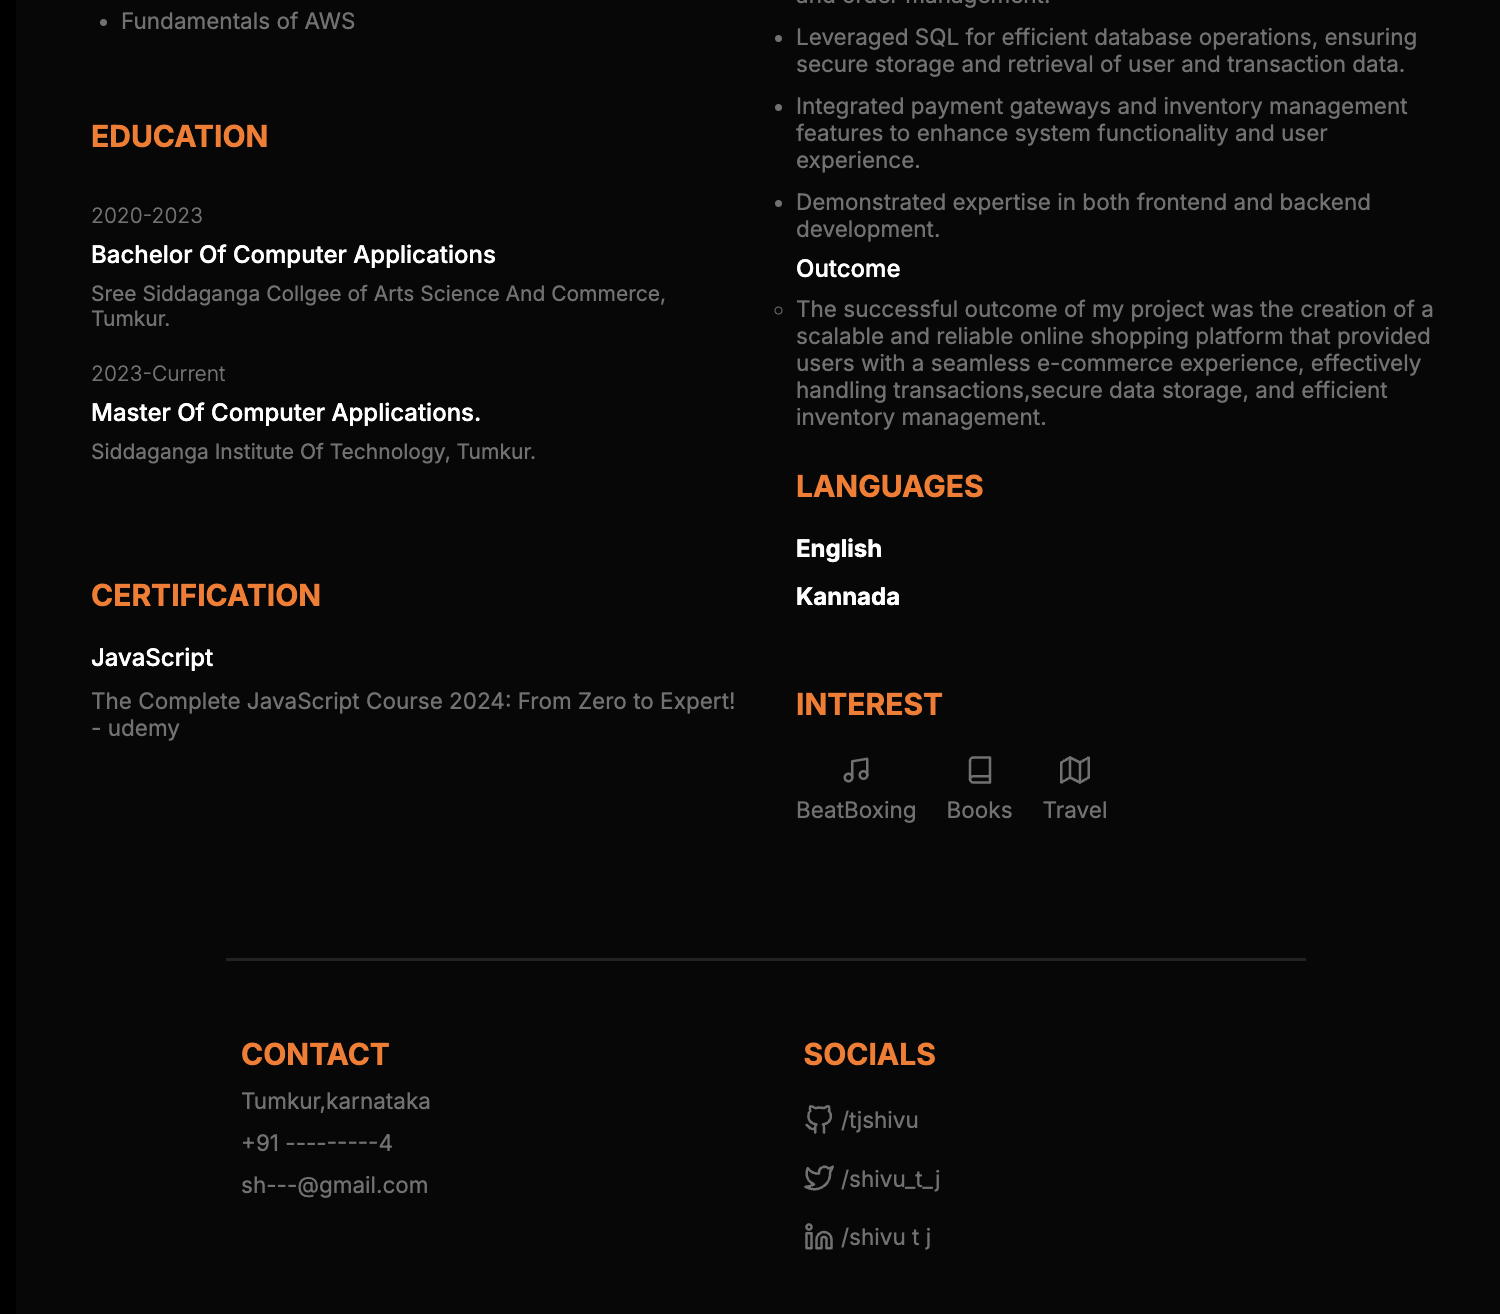 Fundamentals of AWS
EDUCATION
2020-2023
Bachelor Of Computer Applications
Sree Siddaganga Collgee of Arts Science And Commerce,
Tumkur.
2023-Current
Master Of Computer Applications.
Siddaganga Institute Of Technology, Tumkur.
CERTIFICATION
JavaScript
The Complete JavaScript Course 2024: From Zero to Expert!
- udemy
and order management.
Leveraged SQL for efficient database operations, ensuring
secure storage and retrieval of user and transaction data.
Integrated payment gateways and inventory management
features to enhance system functionality and user
experience.
Demonstrated expertise in both frontend and backend
development.
Outcome
The successful outcome of my project was the creation of a
scalable and reliable online shopping platform that provided
users with a seamless e-commerce experience, effectively
handling transactions,secure data storage, and efficient
inventory management.
LANGUAGES
English
Kannada
INTEREST
BeatBoxing Books Travel
CONTACT
Tumkur,karnataka
+91 ---------4
sh---@gmail.com
SOCIALS
/tjshivu
/shivu_t_j
/shivu t j